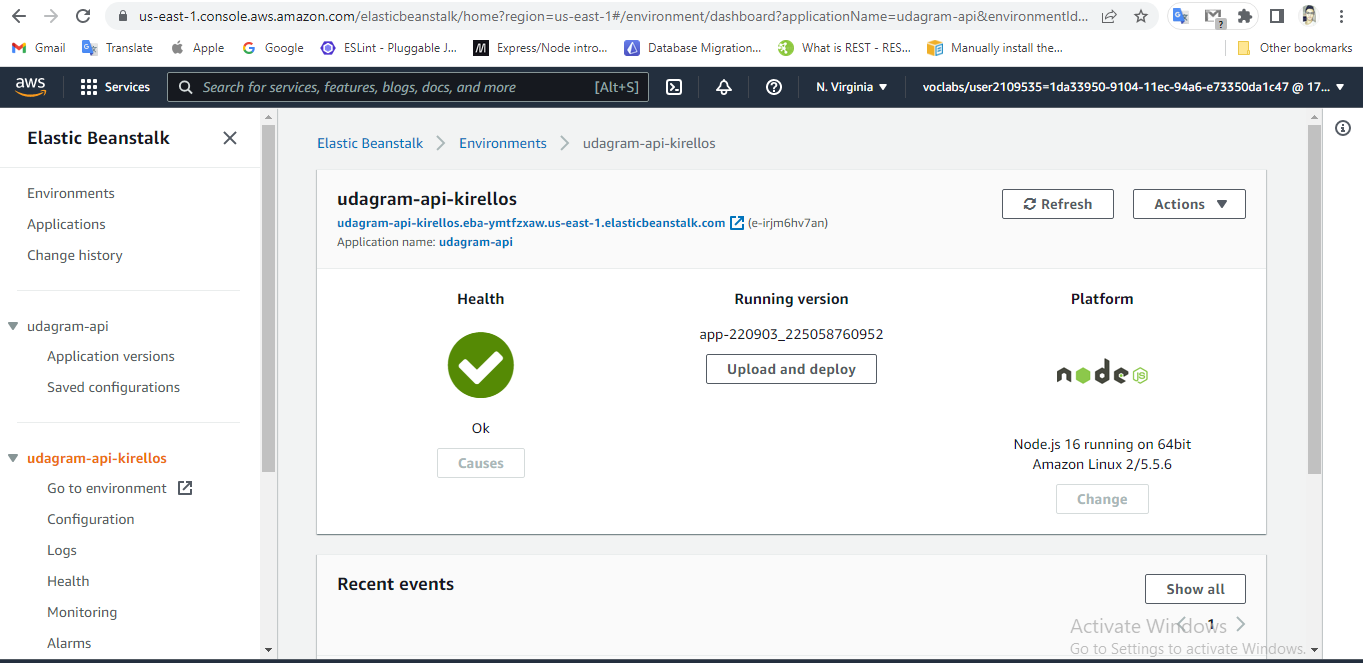 us-east-1.console.aws.amazon.com/elasticbeanstalk/home?region=us-east-1#/environment/dashboard?applicationName=udagram-api&environmentId...
Gmail Translate Apple Google ESLint - Pluggable J... Express/Node intro... Database Migration... What is REST - RES... Manually install the... Other bookmarks
aws Services Search for services, features, blogs, docs, and more [Alt+S] N. Virginia voclabs/user2109535=1da33950-9104-11ec-94a6-e73350da1c47 @ 17...
Elastic Beanstalk
Environments
Applications
Change history
udagram-api
Application versions
Saved configurations
udagram-api-kirellos
Go to environment
Configuration
Logs
Health
Monitoring
Alarms
Elastic Beanstalk Environments udagram-api-kirellos
udagram-api-kirellos
udagram-api-kirellos.eba-ymtfzxaw.us-east-1.elasticbeanstalk.com (e-irjm6hv7an)
Application name: udagram-api
Refresh Actions
Health
Ok
Causes
Running version
app-220903_225058760952
Upload and deploy
Platform
node JS
Node.js 16 running on 64bit
Amazon Linux 2/5.5.6
Change
Recent events
Show all
1
Activate Windows
Go to Settings to activate Windows.